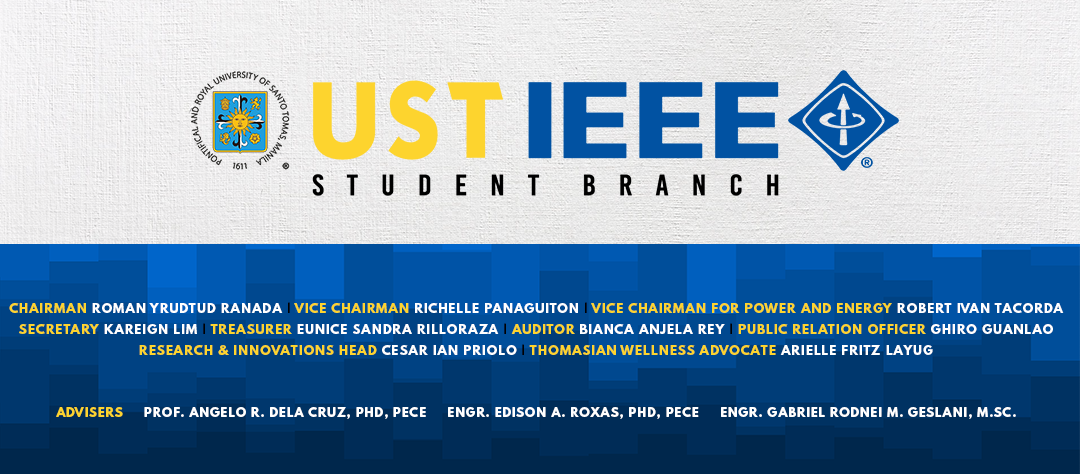 PONTIFICAL AND ROYAL UNIVERSITY OF SANTO TOMAS, MANILA
1611
®
UST IEEE
®
STUDENT BRANCH
CHAIRMAN ROMAN YRUDTUD RANADA | VICE CHAIRMAN RICHELLE PANAGUITON | VICE CHAIRMAN FOR POWER AND ENERGY ROBERT IVAN TACORDA
SECRETARY KAREIGN LIM | TREASURER EUNICE SANDRA RILLORAZA | AUDITOR BIANCA ANJELA REY | PUBLIC RELATION OFFICER GHIRO GUANLAO
RESEARCH & INNOVATIONS HEAD CESAR IAN PRIOLO | THOMASIAN WELLNESS ADVOCATE ARIELLE FRITZ LAYUG
ADVISERS PROF. ANGELO R. DELA CRUZ, PHD, PECE ENGR. EDISON A. ROXAS, PHD, PECE ENGR. GABRIEL RODNEI M. GESLANI, M.SC.